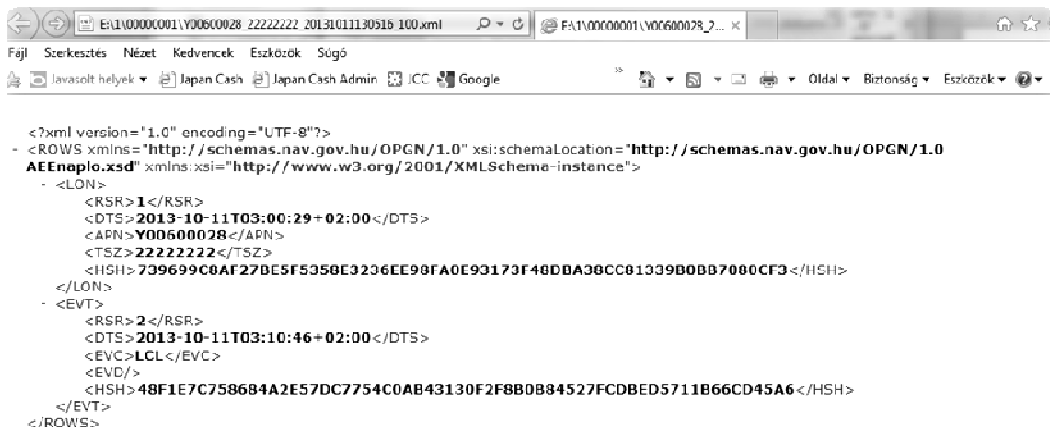 E:\1\00000001\Y00600028_22222222_20131011130516_100.xml
E:\1\00000001\Y00600028_2...
Fájl Szerkesztés Nézet Kedvencek Eszközök Súgó
Javasolt helyek Japan Cash Japan Cash Admin JCC Google » Oldal Biztonság Eszközök
<?xml version="1.0" encoding="UTF-8"?>
- <ROWS xmlns="http://schemas.nav.gov.hu/OPGN/1.0" xsi:schemaLocation="http://schemas.nav.gov.hu/OPGN/1.0
AEEnaplo.xsd" xmlns:xsi="http://www.w3.org/2001/XMLSchema-instance">
- <LON>
<RSR>1</RSR>
<DTS>2013-10-11T03:00:29+02:00</DTS>
<APN>Y00600028</APN>
<TSZ>22222222</TSZ>
<HSH>739699C8AF27BE5F5358E3236EE98FA0E93173F48DBA38CC81339B0BB7080CF3</HSH>
</LON>
- <EVT>
<RSR>2</RSR>
<DTS>2013-10-11T03:10:46+02:00</DTS>
<EVC>LCL</EVC>
<EVD/>
<HSH>48F1E7C758684A2E57DC7754C0AB43130F2F8B0B84527FCDBED5711B66CD45A6</HSH>
</EVT>
</ROWS>